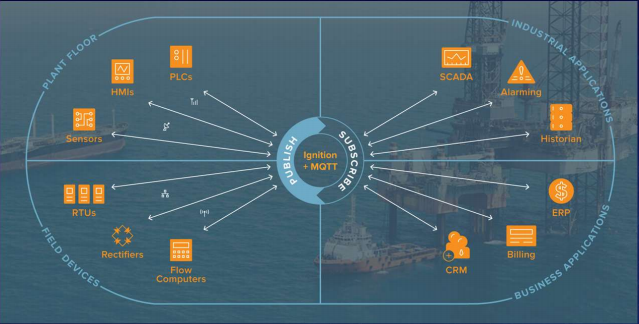 PLANT FLOOR
PLCs
HMIs
Sensors
INDUSTRIAL APPLICATIONS
SCADA
Alarming
Historian
PUBLISH
Ignition
+ MQTT
SUBSCRIBE
FIELD DEVICES
RTUs
Rectifiers
Flow
Computers
BUSINESS APPLICATIONS
ERP
Billing
CRM